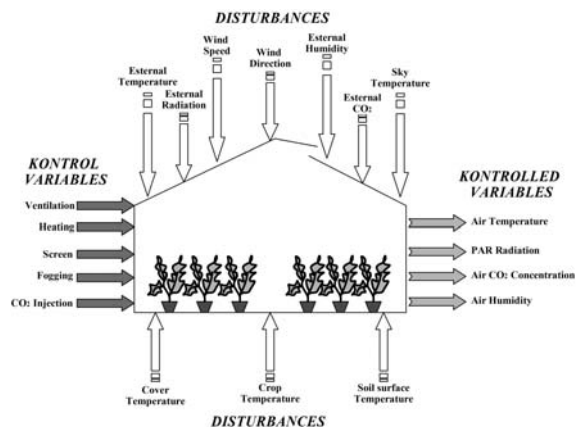 DISTURBANCES
Wind
Speed
Wind
Direction
Esternal
Humidity
Esternal
Temperature
Esternal
Radiation
Esternal
CO2
Sky
Temperature
KONTROL
VARIABLES
Ventilation
Heating
Screen
Fogging
CO2 Injection
KONTROLLED
VARIABLES
Air Temperature
PAR Radiation
Air CO2 Concentration
Air Humidity
Cover
Temperature
Crop
Temperature
Soil surface
Temperature
DISTURBANCES